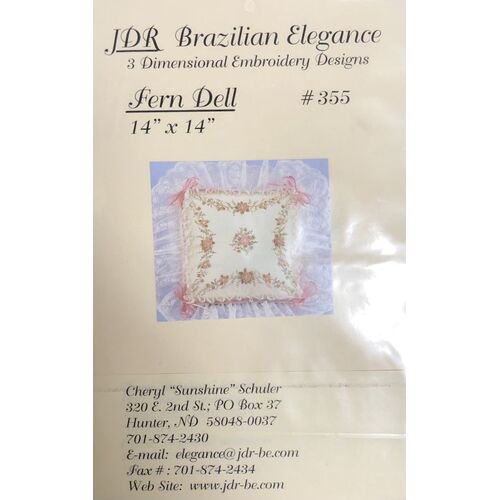 JDR Brazilian Elegance
3 Dimensional Embroidery Designs
Fern Dell # 355
14" x 14"
Cheryl "Sunshine" Schuler
320 E. 2nd St.; PO Box 37
Hunter, ND 58048-0037
701-874-2430
E-mail: elegance@jdr-be.com
Fax # : 701-874-2434
Web Site: www.jdr-be.com